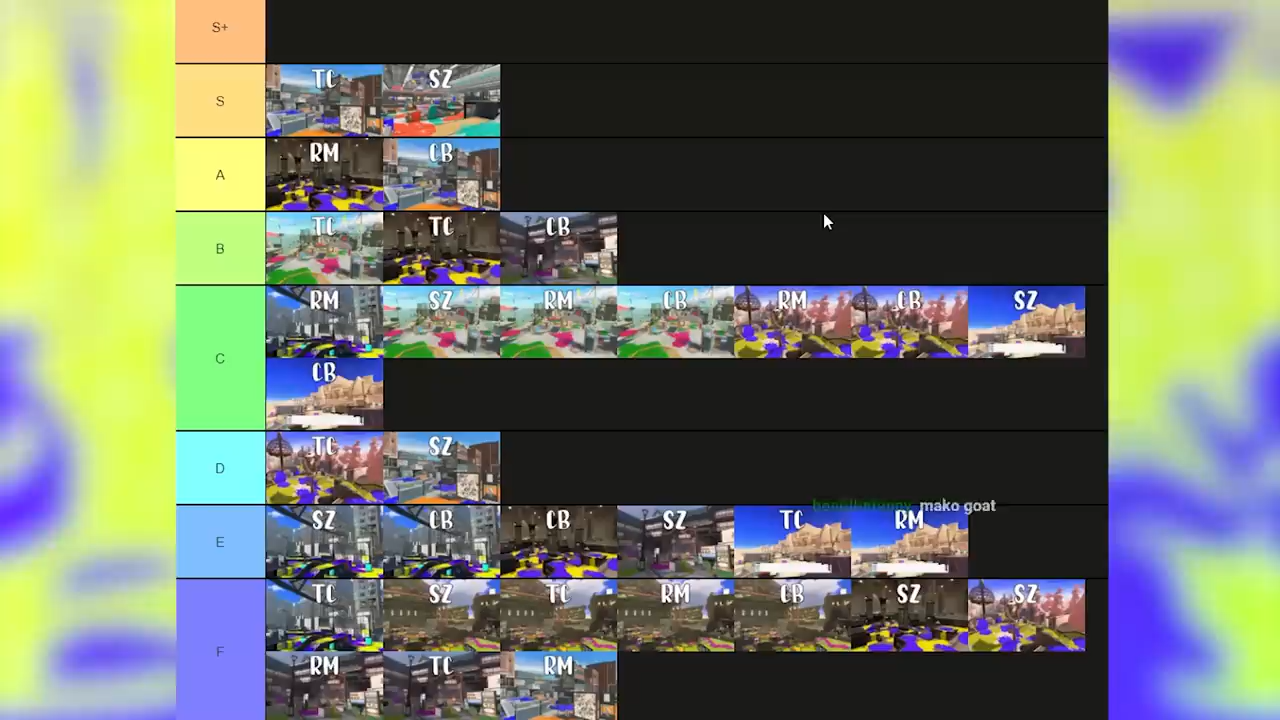 S+
S
TC SZ
A
RM CB
B
TC TC CB
C
RM SZ RM CB RM CB SZ
CB
D
TC SZ
mako goat
E
SZ CB CB SZ TC RM
F
TC SZ TC RM CB SZ SZ
RM TC RM